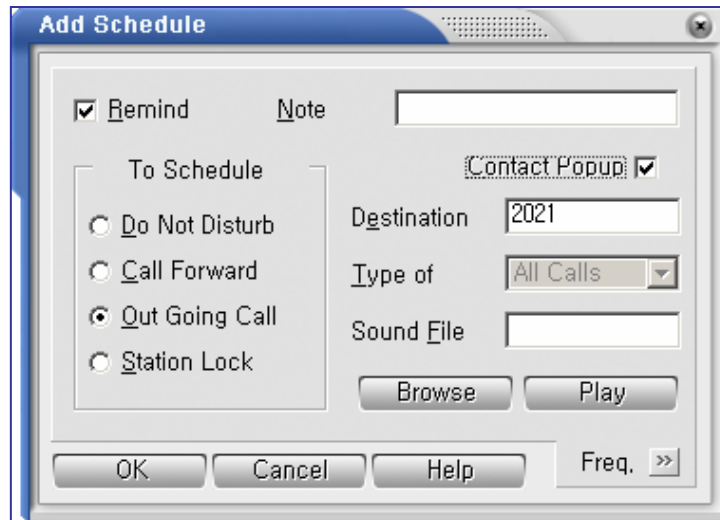 Add Schedule
Remind Note
Contact Popup
To Schedule
Do Not Disturb
Call Forward
Out Going Call
Station Lock
Destination 2021
Type of All Calls
Sound File
Browse Play
OK Cancel Help Freq. >>